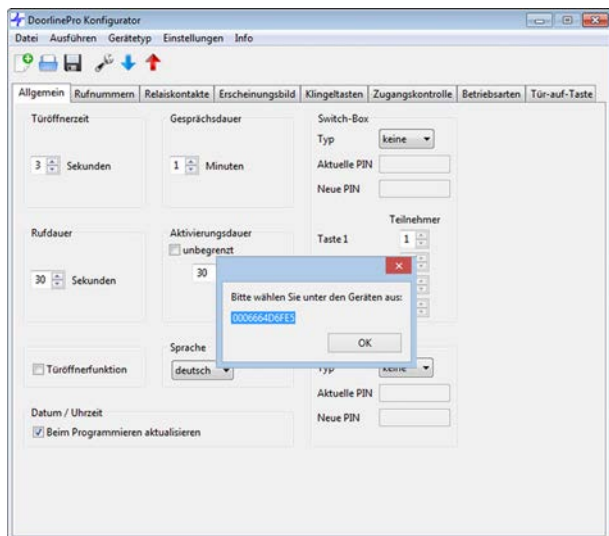 DoorlinePro Konfigurator
Datei Ausführen Gerätetyp Einstellungen Info
Allgemein Rufnummern Relaiskontakte Erscheinungsbild Klingeltasten Zugangskontrolle Betriebsarten Tür-auf-Taste
Türöffnerzeit
3 Sekunden
Gesprächsdauer
1 Minuten
Switch-Box
Typ keine
Aktuelle PIN
Neue PIN
Teilnehmer
Taste 1 1
Rufdauer
30 Sekunden
Aktivierungsdauer
unbegrenzt
30
Bitte wählen Sie unter den Geräten aus:
0006664D6FE5
OK
Türöffnerfunktion
Sprache
deutsch
Typ keine
Aktuelle PIN
Neue PIN
Datum / Uhrzeit
Beim Programmieren aktualisieren